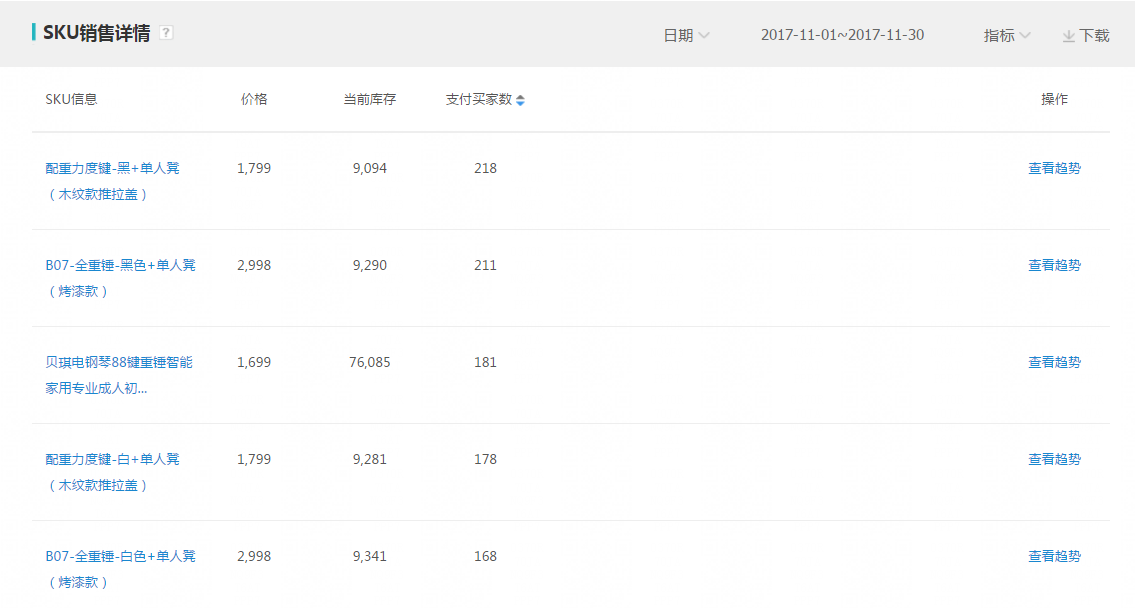 SKU销售详情 ?
日期 2017-11-01~2017-11-30 指标 下载
SKU信息 价格 当前库存 支付买家数 操作
配重力度键-黑+单人凳 1,799 9,094 218 查看趋势
（木纹款推拉盖）
B07-全重锤-黑色+单人凳 2,998 9,290 211 查看趋势
（烤漆款）
贝琪电钢琴88键重锤智能 1,699 76,085 181 查看趋势
家用专业成人初...
配重力度键-白+单人凳 1,799 9,281 178 查看趋势
（木纹款推拉盖）
B07-全重锤-白色+单人凳 2,998 9,341 168 查看趋势
（烤漆款）